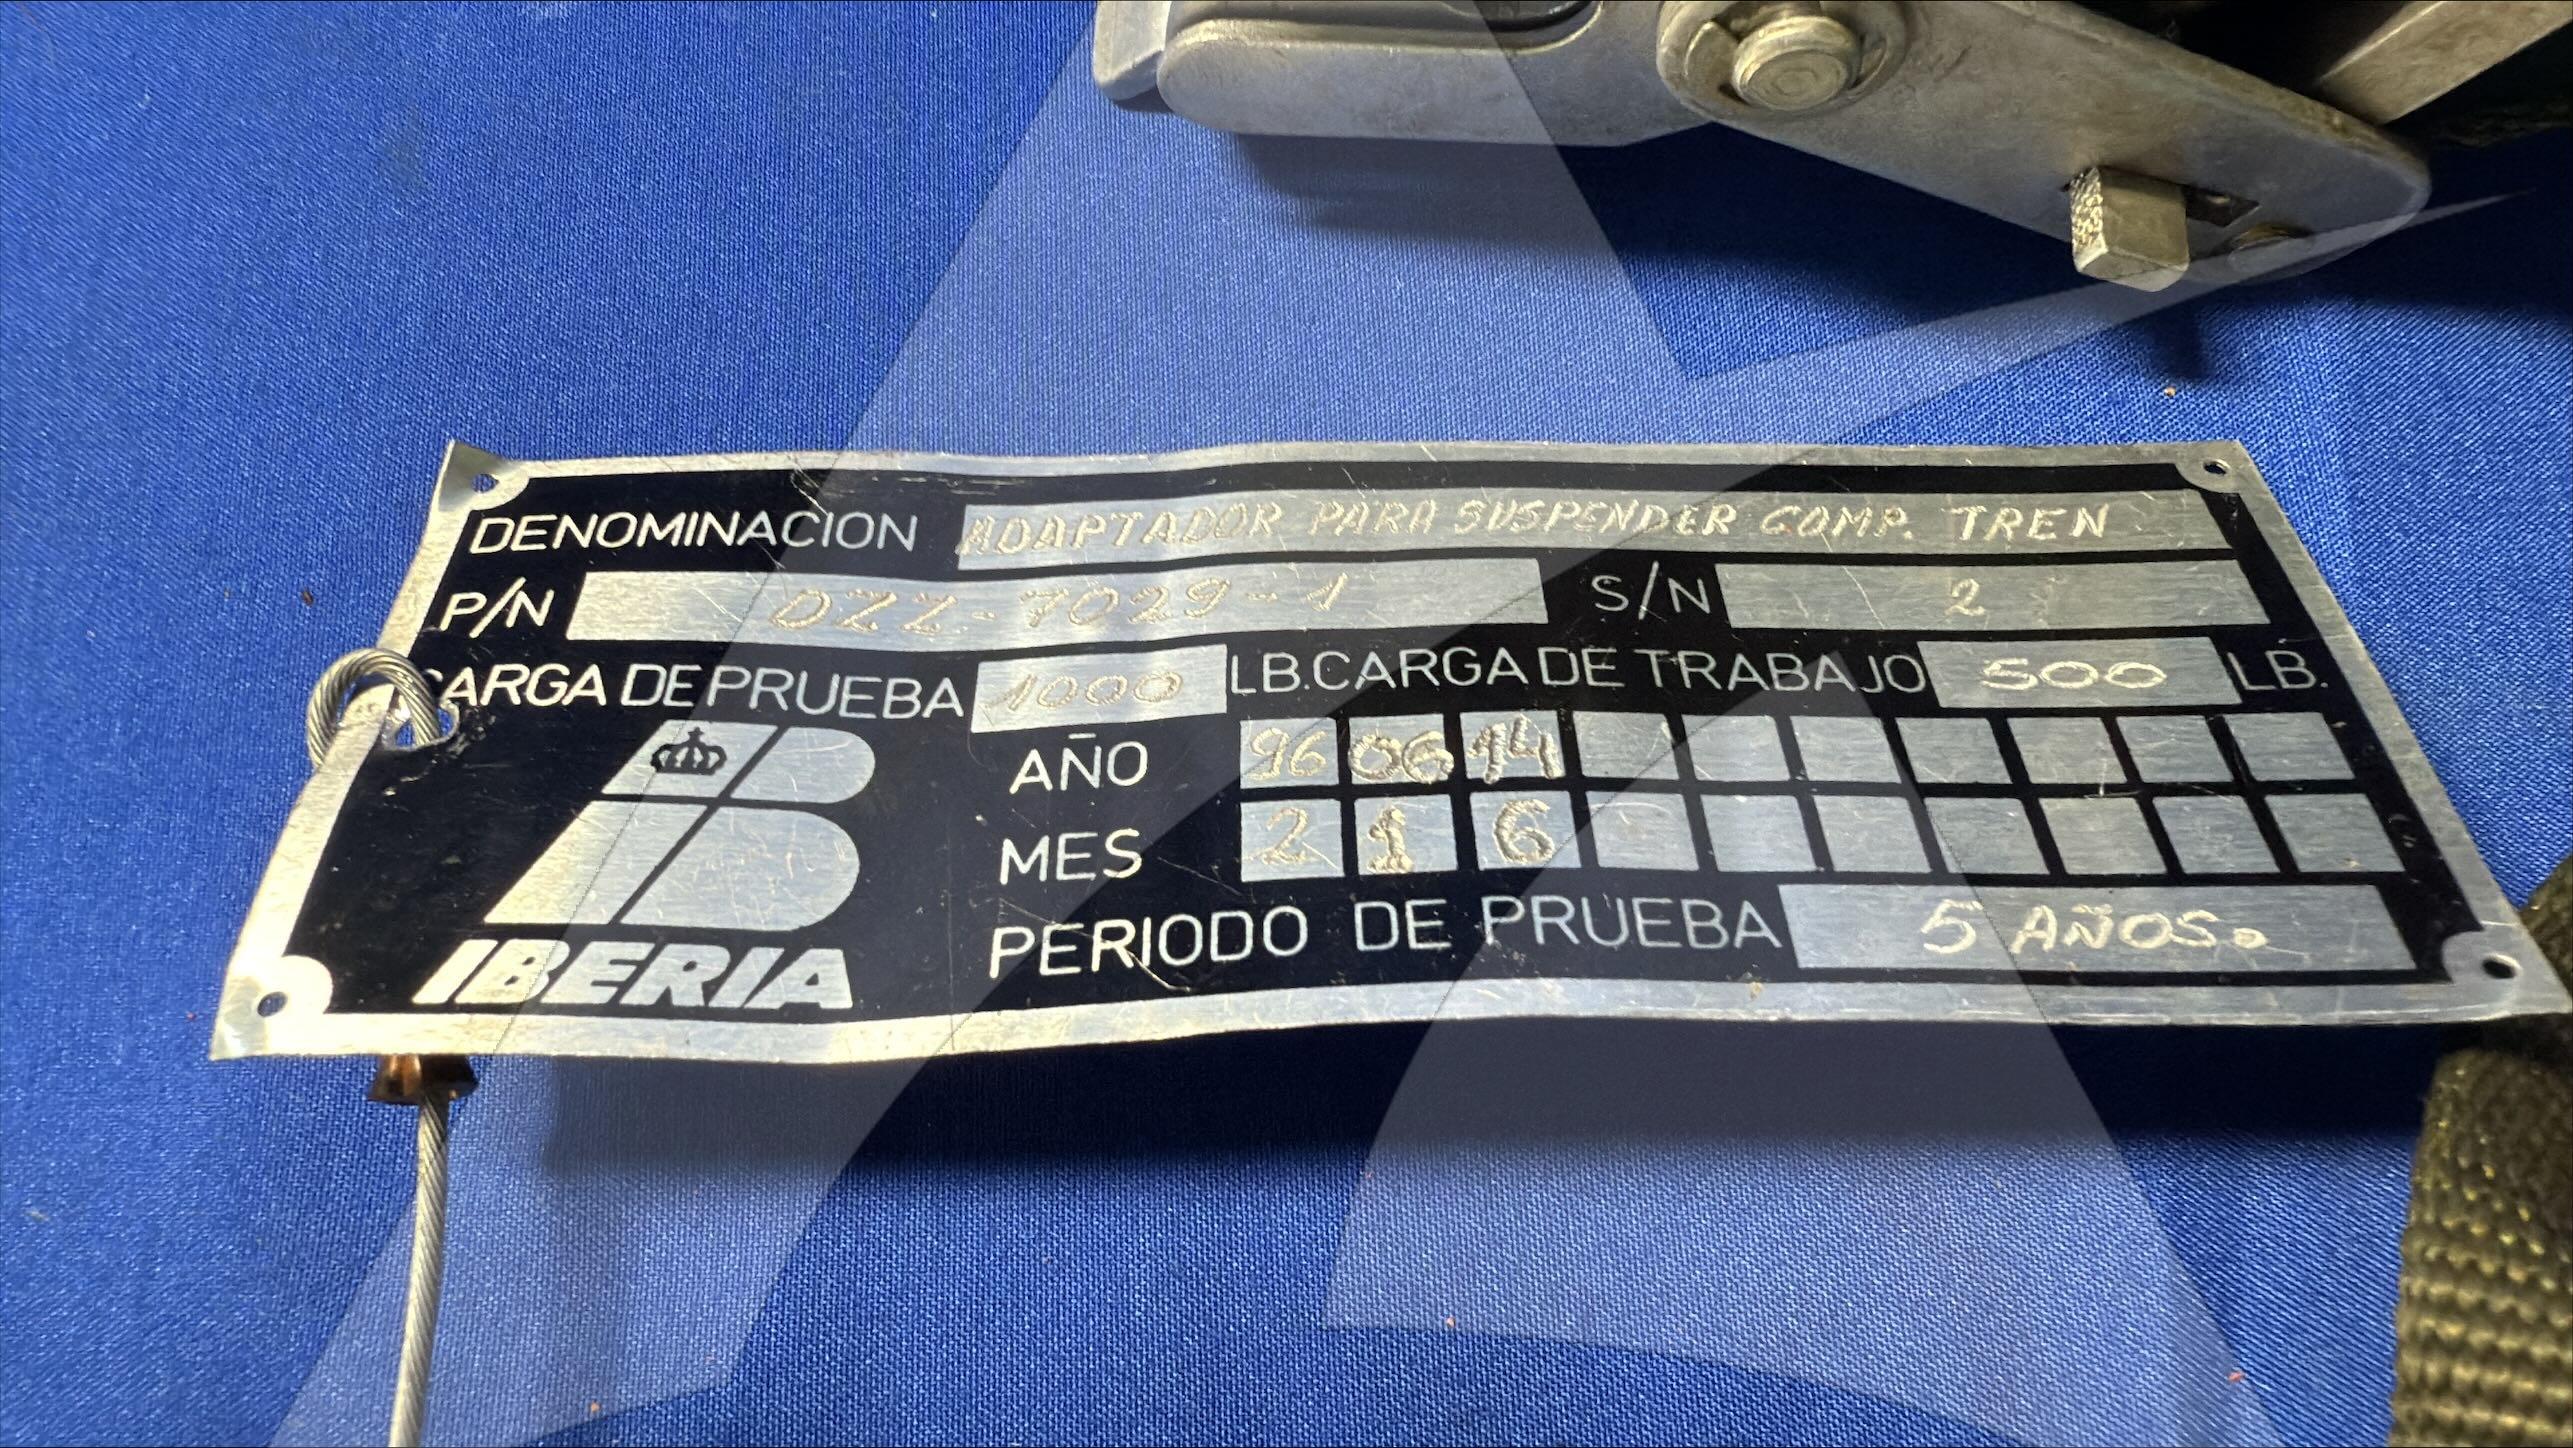 DENOMINACION ADAPTADOR PARA SUSPENDER COMP. TREN
P/N DZZ-7029-1 S/N 2
CARGA DE PRUEBA 1000 LB. CARGA DE TRABAJO 500 LB.
AÑO 96 06 14
MES 2 1 6
PERIODO DE PRUEBA 5 AÑOS.
IB
IBERIA